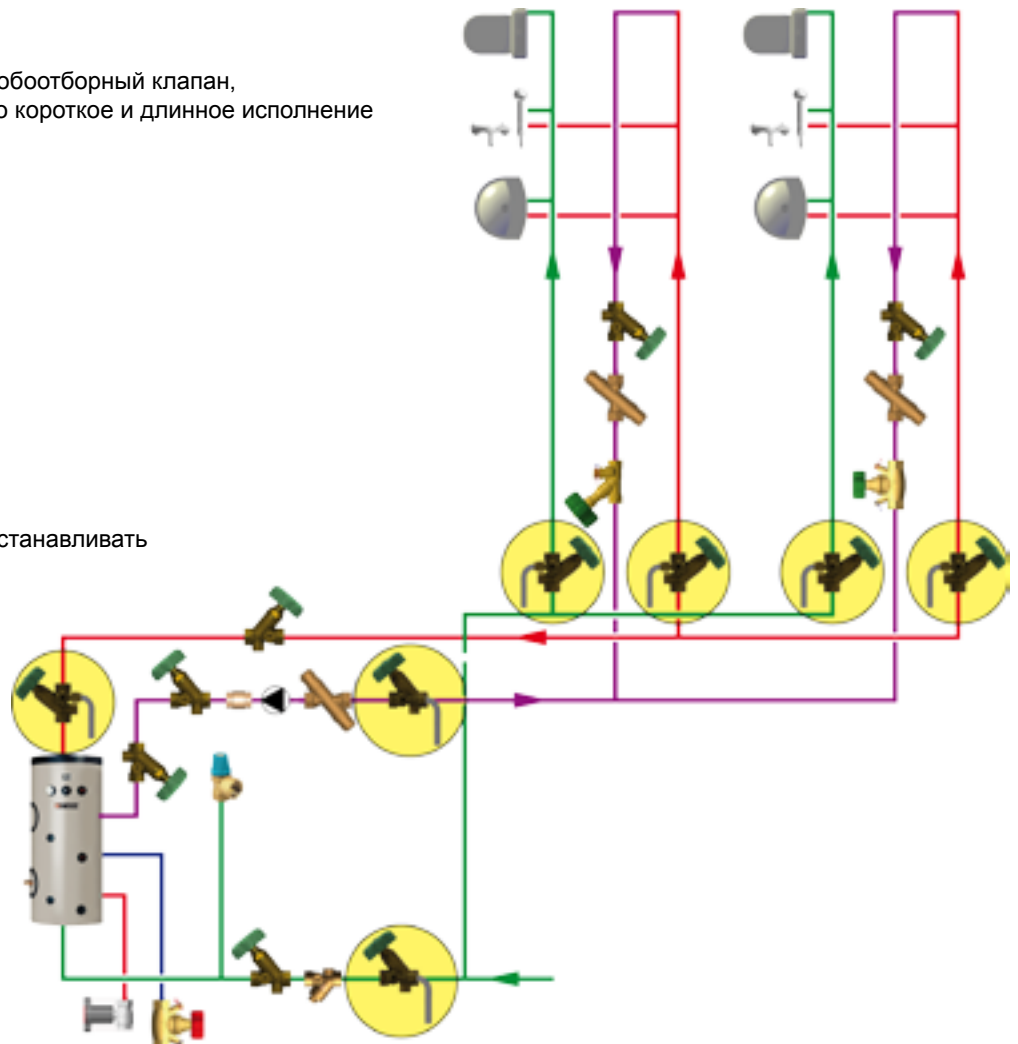 обоотборный клапан,
о короткое и длинное исполнение
станавливать